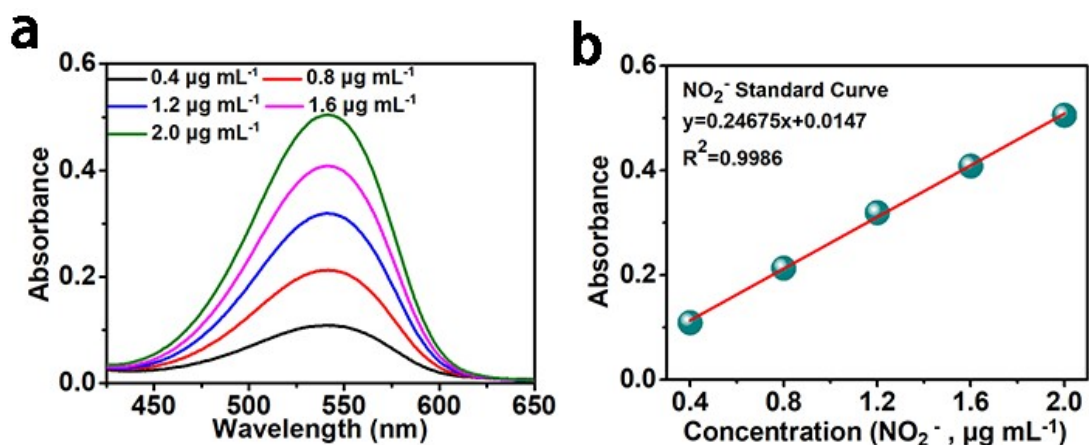 a
0.6
0.4 µg mL⁻¹ 0.8 µg mL⁻¹
1.2 µg mL⁻¹ 1.6 µg mL⁻¹
2.0 µg mL⁻¹
0.4
0.2
0.0
Absorbance
450 500 550 600 650
Wavelength (nm)
b
0.6
NO₂⁻ Standard Curve
y=0.24675x+0.0147
R²=0.9986
0.4
0.2
0.0
Absorbance
0.4 0.8 1.2 1.6 2.0
Concentration (NO₂⁻ , µg mL⁻¹)